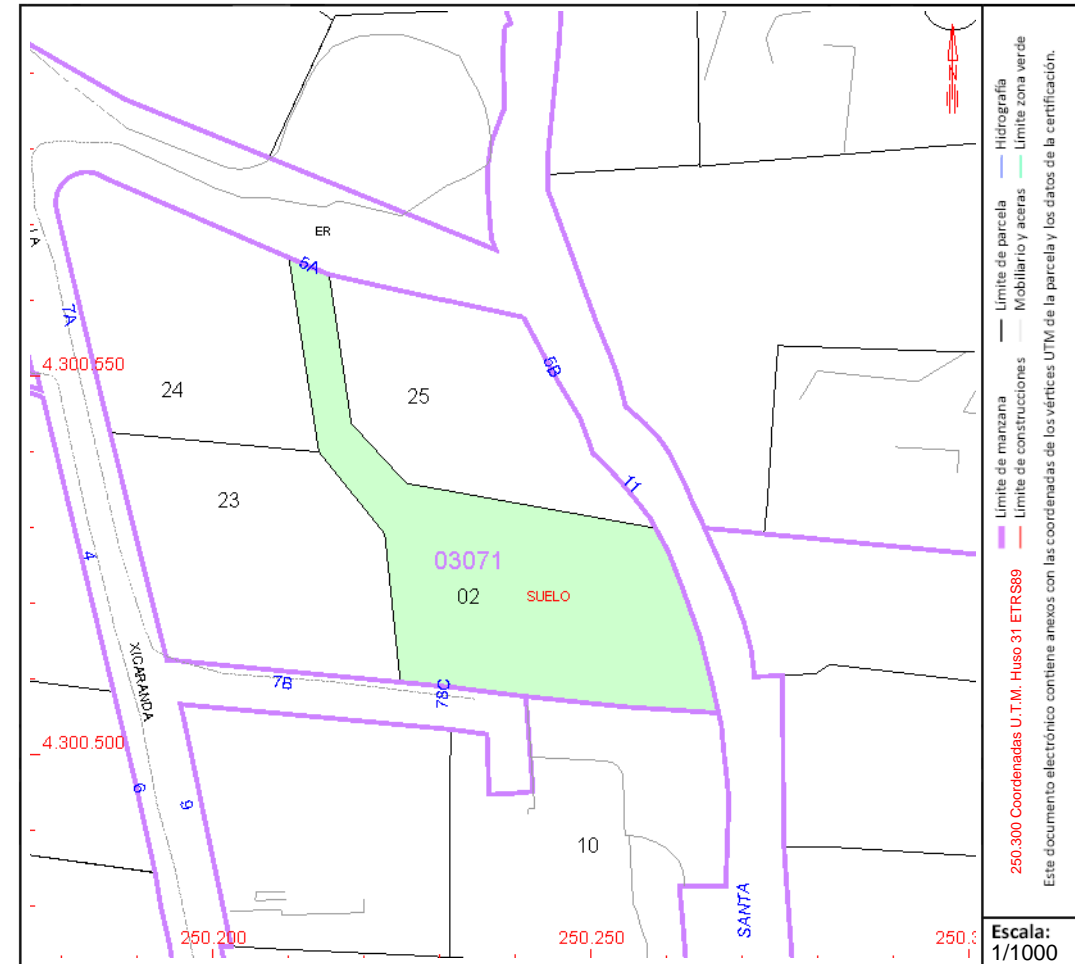 ER
5A
7A
4.300.550
24
25
5B
23
11
03071
02
SUELO
4
XICARANDA
7B
78C
4.300.500
6
9
10
SANTA
250.200
250.250
Límite de manzana
Límite de parcela
Hidrografía
250.300 Coordenadas U.T.M. Huso 31 ETRS89
Límite de construcciones
Mobiliario y aceras
Límite zona verde
Este documento electrónico contiene anexos con las coordenadas de los vértices UTM de la parcela y los datos de la certificación.
Escala:
1/1000